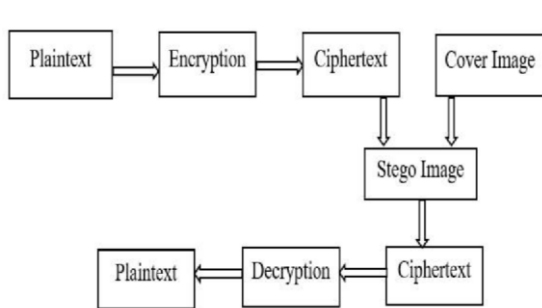 Plaintext
Encryption
Ciphertext
Cover Image
Stego Image
Plaintext
Decryption
Ciphertext